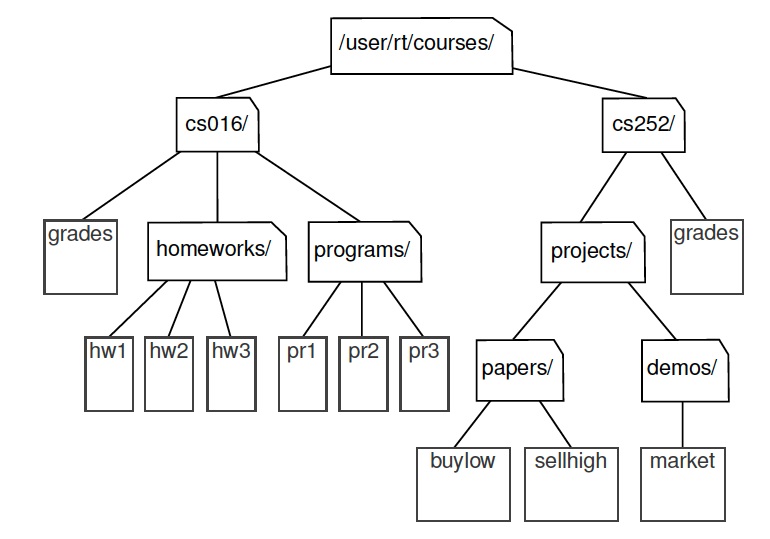 /user/rt/courses/
cs016/
cs252/
grades
homeworks/
programs/
projects/
grades
hw1
hw2
hw3
pr1
pr2
pr3
papers/
demos/
buylow
sellhigh
market